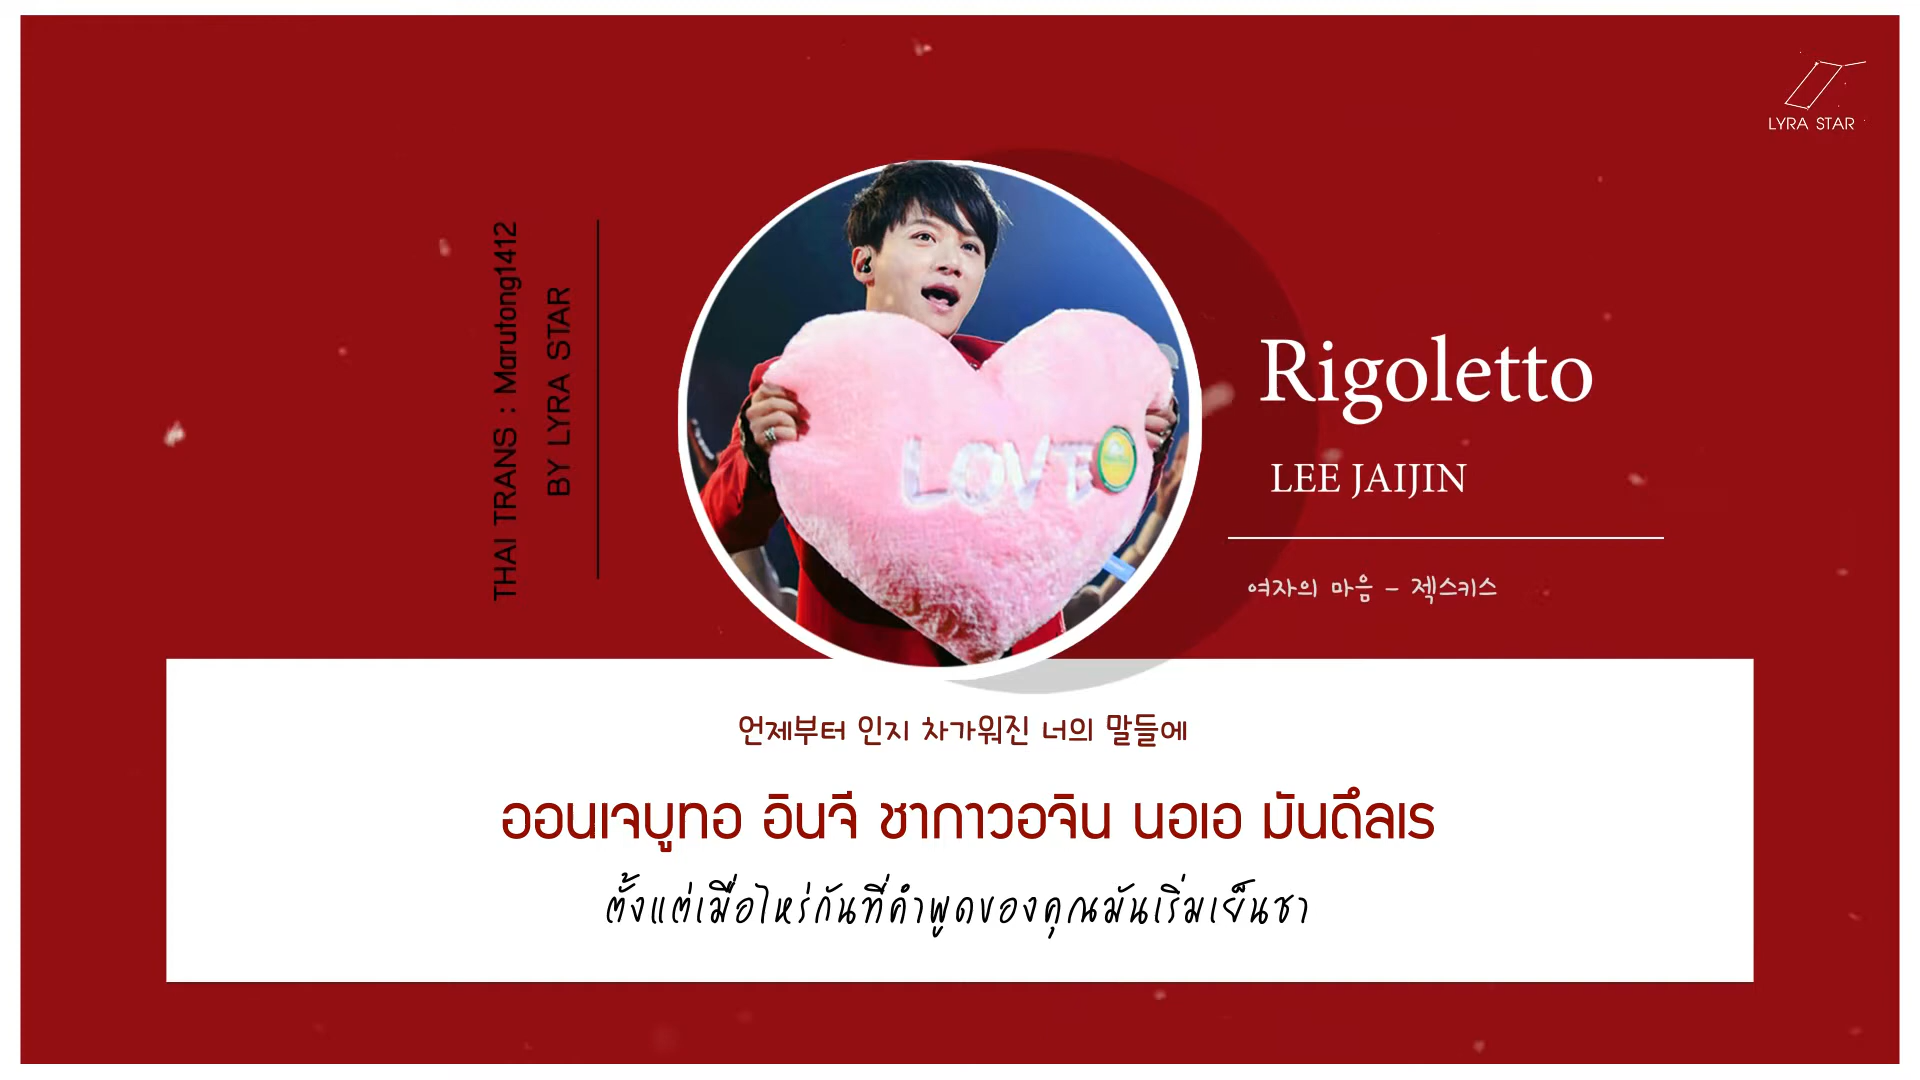 LYRA STAR
THAI TRANS : Marutong1412
BY LYRA STAR
LOVE
Rigoletto
LEE JAIJIN
여자의 마음 - 젝스키스
언제부터 인지 차가워진 너의 말들에
ออนเจบูทอ อินจี ชากาวอจิน นอเอ มันดึลเร
ตั้งแต่เมื่อไหร่กันที่คำพูดของคุณมันเริ่มเย็นชา